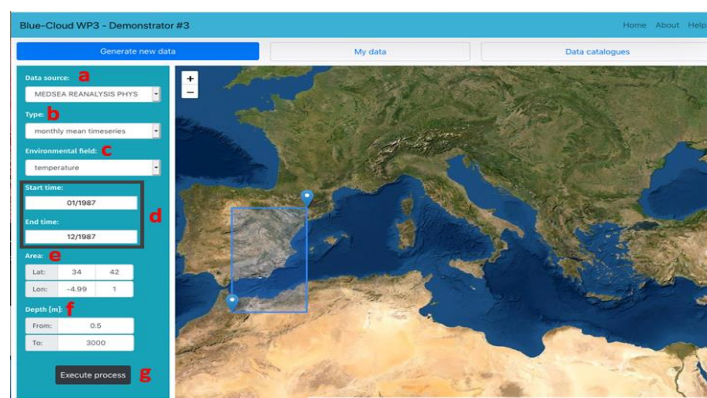 Blue-Cloud WP3 - Demonstrator #3
Home About Help
Generate new data
My data
Data catalogues
Data source: a
MEDSEA REANALYSIS PHYS
Type: b
monthly mean timeseries
Environmental field: c
temperature
Start time:
01/1987
d
End time:
12/1987
Area: e
Lat: 34 42
Lon: -4.99 1
Depth [m]: f
From: 0.5
To: 3000
Execute process g
+
−